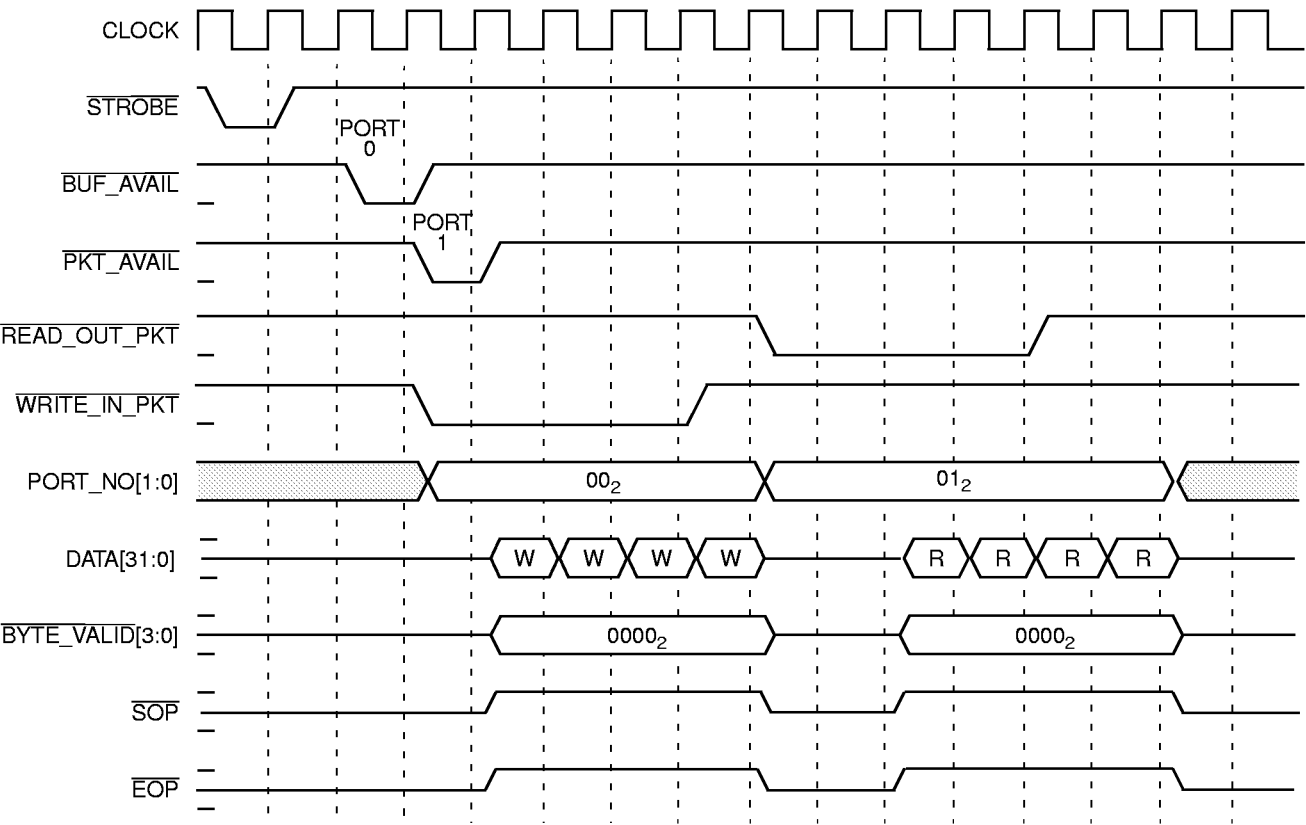 CLOCK
STROBE
PORT
0
BUF_AVAIL
PORT
1
PKT_AVAIL
READ_OUT_PKT
WRITE_IN_PKT
PORT_NO[1:0] 00₂ 01₂
DATA[31:0] W W W W R R R R
BYTE_VALID[3:0] 0000₂ 0000₂
SOP
EOP